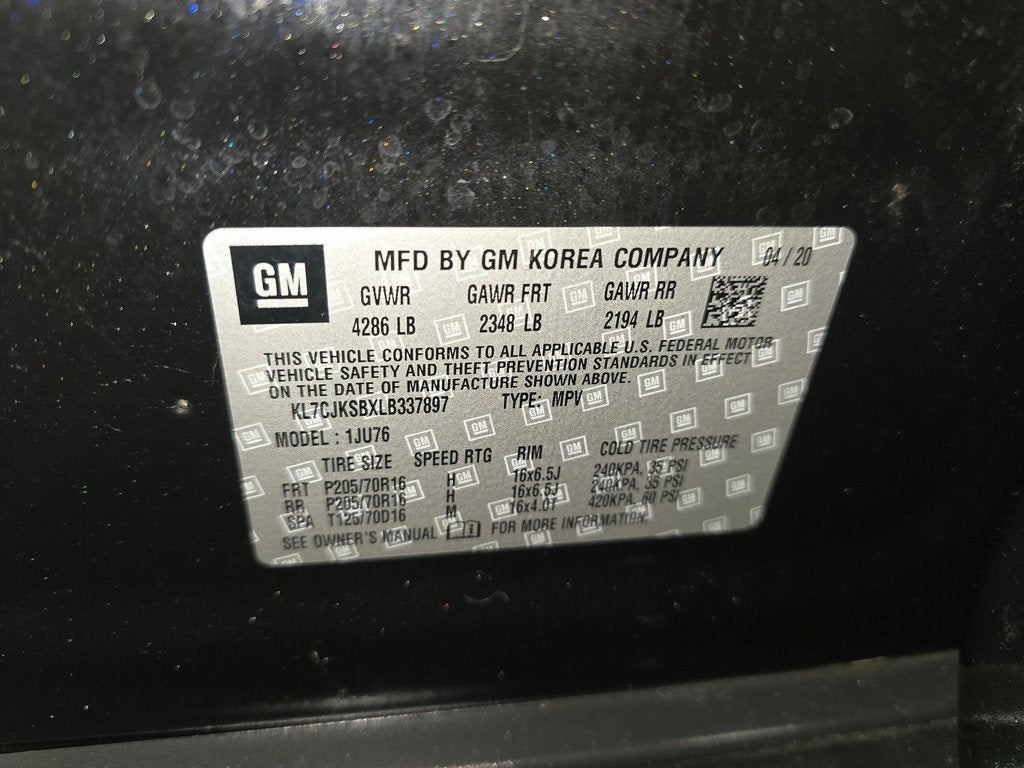 GM
MFD BY GM KOREA COMPANY 04 / 20
GVWR GAWR FRT GAWR RR
4286 LB 2348 LB 2194 LB
THIS VEHICLE CONFORMS TO ALL APPLICABLE U.S. FEDERAL MOTOR
VEHICLE SAFETY AND THEFT PREVENTION STANDARDS IN EFFECT
ON THE DATE OF MANUFACTURE SHOWN ABOVE.
KL7CJKSBXLB337897 TYPE: MPV
MODEL : 1JU76
TIRE SIZE SPEED RTG RIM COLD TIRE PRESSURE
FRT P205/70R16 H 16x6.5J 240KPA, 35 PSI
RR P205/70R16 H 16x6.5J 240KPA, 35 PSI
SPA T125/70D16 M 16x4.0T 420KPA, 60 PSI
SEE OWNER'S MANUAL FOR MORE INFORMATION.